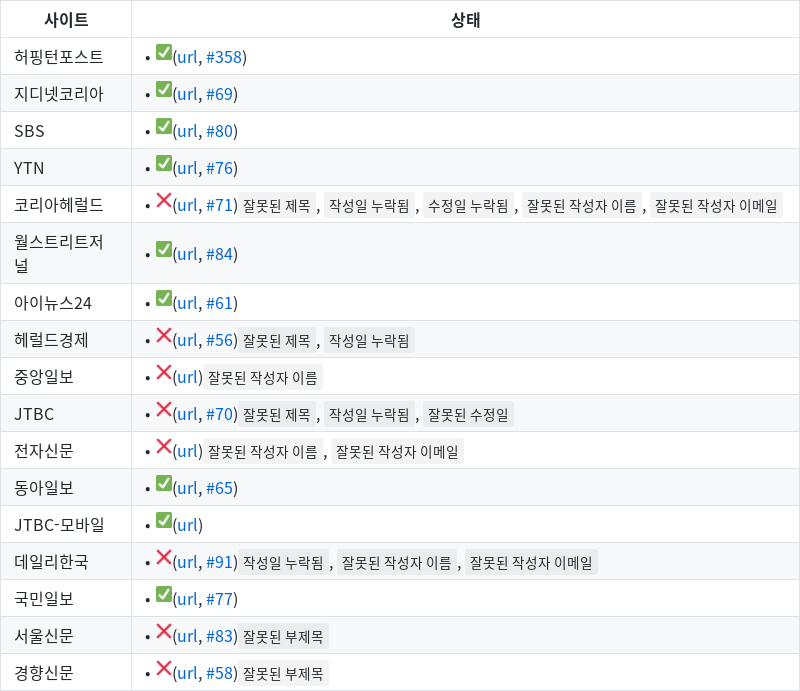 사이트 상태
허핑턴포스트 • ✅(url, #358)
지디넷코리아 • ✅(url, #69)
SBS • ✅(url, #80)
YTN • ✅(url, #76)
코리아헤럴드 • ❌(url, #71) 잘못된 제목 , 작성일 누락됨 , 수정일 누락됨 , 잘못된 작성자 이름 , 잘못된 작성자 이메일
월스트리트저
널 • ✅(url, #84)
아이뉴스24 • ✅(url, #61)
헤럴드경제 • ❌(url, #56) 잘못된 제목 , 작성일 누락됨
중앙일보 • ❌(url) 잘못된 작성자 이름
JTBC • ❌(url, #70) 잘못된 제목 , 작성일 누락됨 , 잘못된 수정일
전자신문 • ❌(url) 잘못된 작성자 이름 , 잘못된 작성자 이메일
동아일보 • ✅(url, #65)
JTBC-모바일 • ✅(url)
데일리한국 • ❌(url, #91) 작성일 누락됨 , 잘못된 작성자 이름 , 잘못된 작성자 이메일
국민일보 • ✅(url, #77)
서울신문 • ❌(url, #83) 잘못된 부제목
경향신문 • ❌(url, #58) 잘못된 부제목